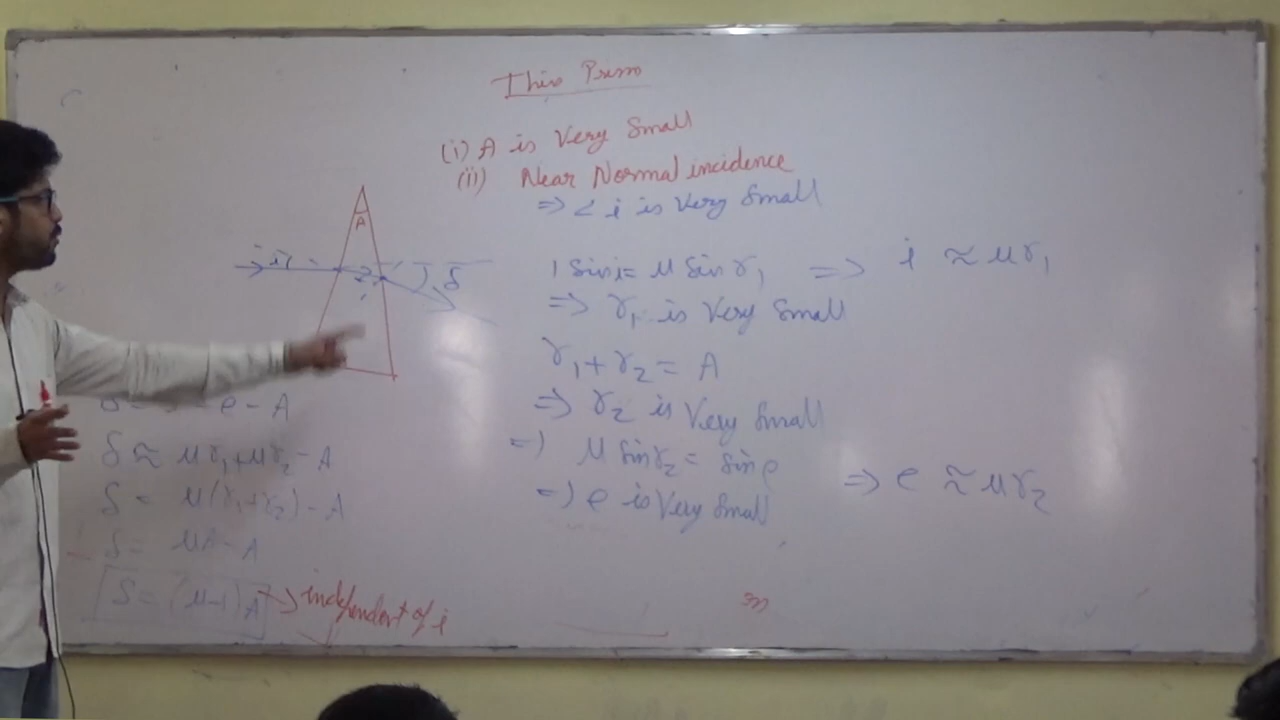 Thin Prism
(i) A is Very Small
(ii) Near Normal incidence
=> ∠ i is Very Small
A
i
δ
1 Sin i = μ Sin r₁ => i ≈ μr₁
=> r₁ is Very Small
r₁ + r₂ = A
=> r₂ is Very Small
=> μ Sin r₂ = Sin e => e ≈ μr₂
=> e is Very Small
e - A
δ ≈ μr₁ + μr₂ - A
δ = μ(r₁ + r₂) - A
δ = μA - A
δ = (μ-1)A → independent of i